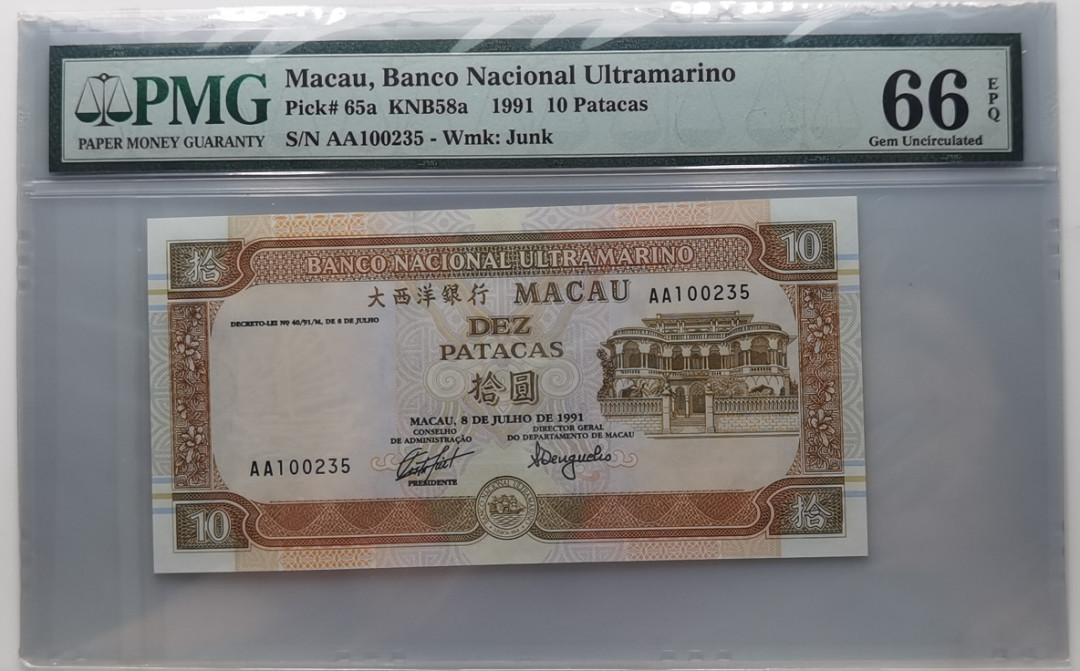 PMG
PAPER MONEY GUARANTY
Macau, Banco Nacional Ultramarino
Pick# 65a KNB58a 1991 10 Patacas
S/N AA100235 - Wmk: Junk
66
EPQ
Gem Uncirculated
拾
BANCO NACIONAL ULTRAMARINO
10
大西洋銀行 MACAU AA100235
DECRETO-LEI Nº 40/91/M, DE 8 DE JULHO
DEZ
PATACAS
拾圓
MACAU, 8 DE JULHO DE 1991
CONSELHO
DE ADMINISTRAÇÃO
DIRECTOR GERAL
DO DEPARTAMENTO DE MACAU
AA100235
PRESIDENTE
10
拾